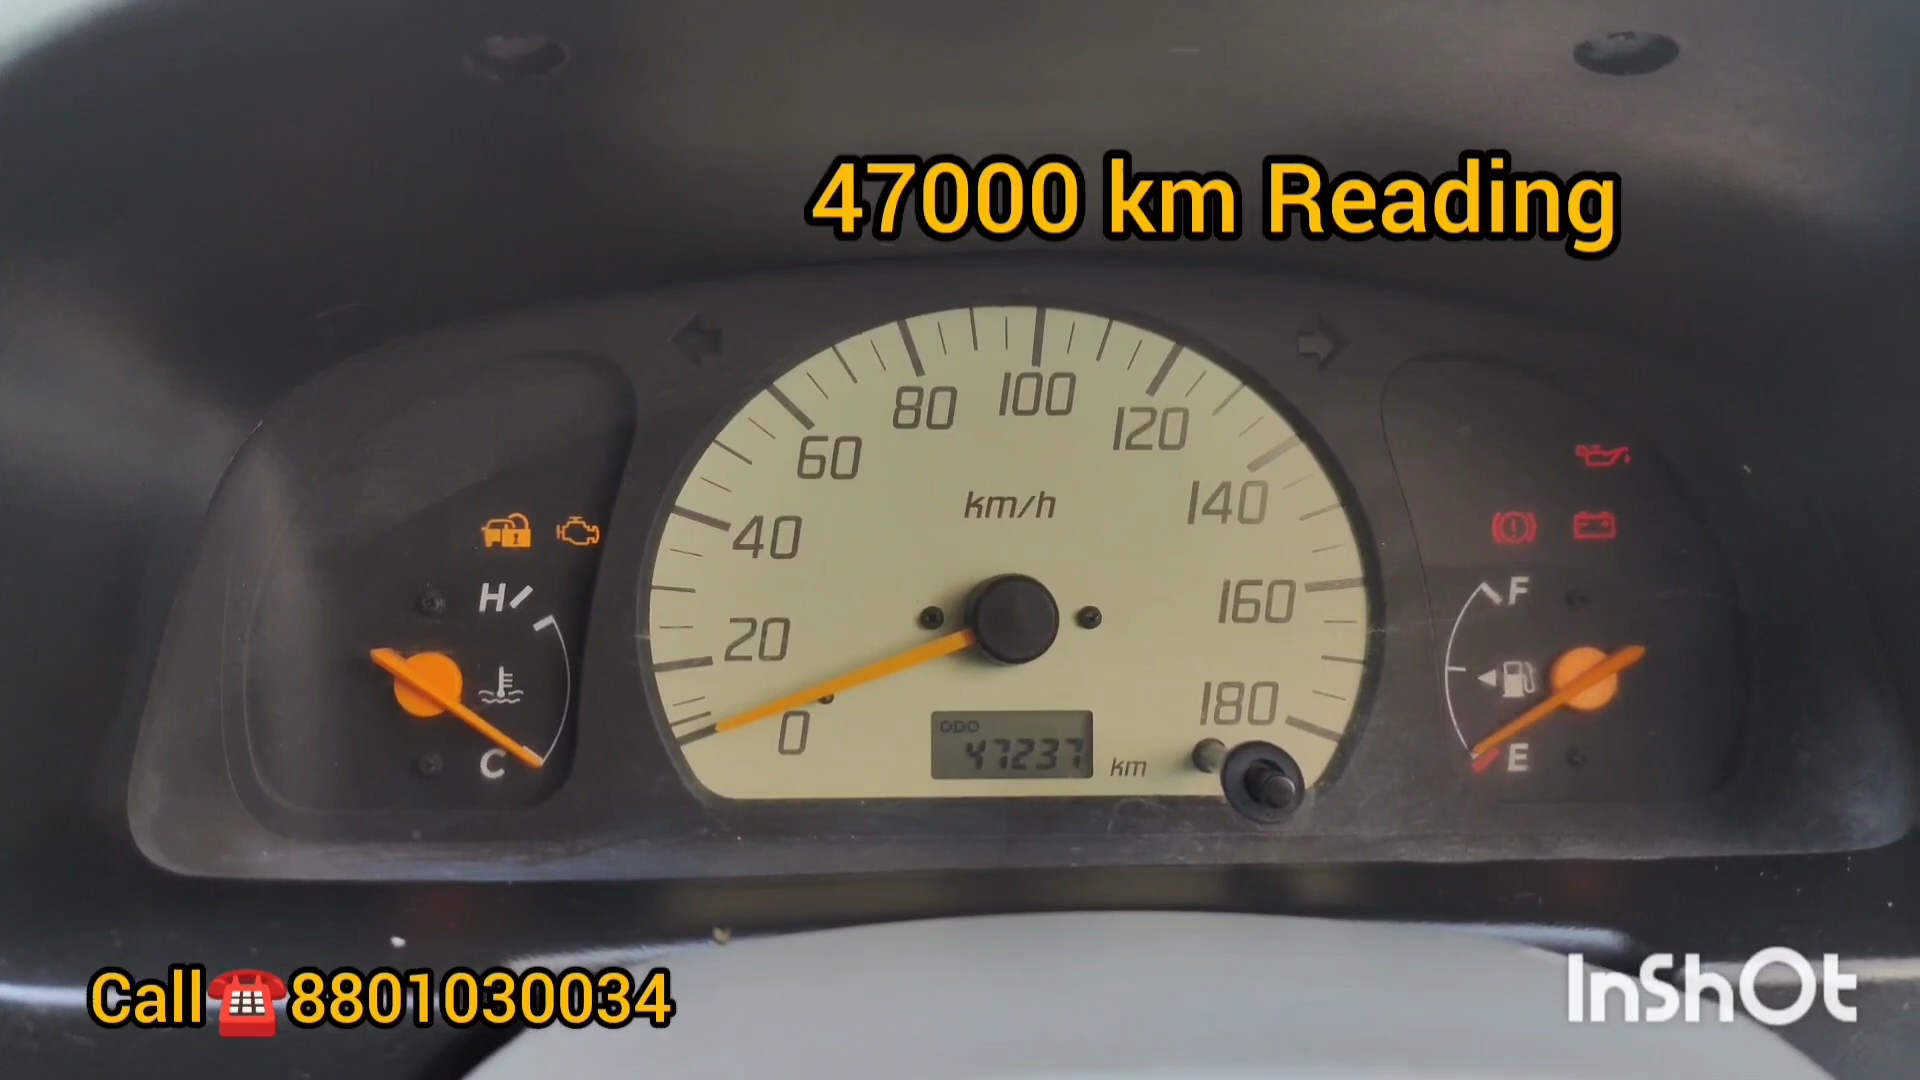 47000 km Reading
80 100 120
60 140
km/h
40
H F
20 160
180
0
ODO
47237 km
C E
Call☎8801030034
InShOt